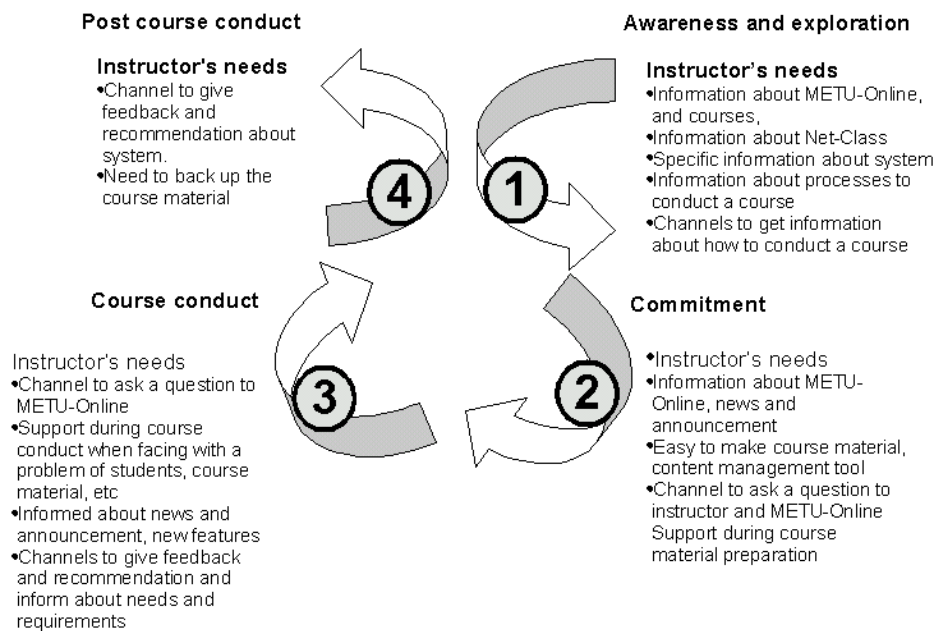 Post course conduct
Instructor's needs
•Channel to give
feedback and
recommendation about
system.
•Need to back up the
course material
4
Awareness and exploration
Instructor’s needs
•Information about METU-Online,
and courses,
•Information about Net-Class
•Specific information about system
•Information about processes to
conduct a course
•Channels to get information
about how to conduct a course
1
Course conduct
Instructor’s needs
•Channel to ask a question to
METU-Online
•Support during course
conduct when facing with a
problem of students, course
material, etc
•Informed about news and
announcement, new features
•Channels to give feedback
and recommendation and
inform about needs and
requirements
3
Commitment
•Instructor’s needs
•Information about METU-
Online, news and
announcement
•Easy to make course material,
content management tool
•Channel to ask a question to
instructor and METU-Online
Support during course
material preparation
2